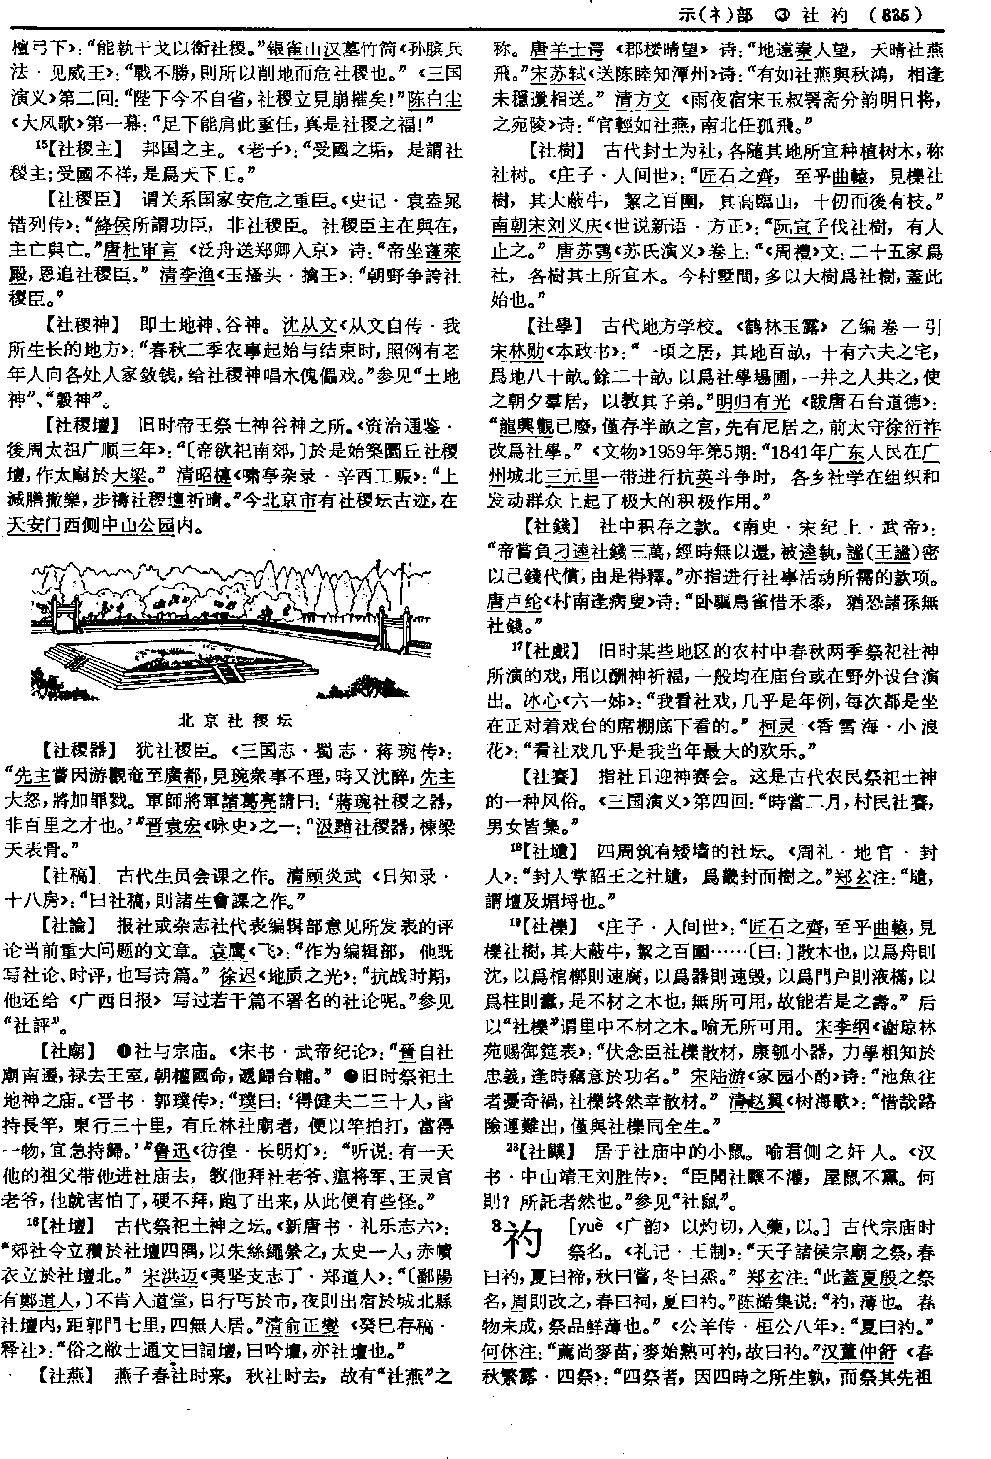 示(礻)部 ③ 社 礿 (835)
檀弓下》：“能執干戈以衛社稷。”银雀山汉墓竹简《孙膑兵
法·见威王》：“戰不勝，則所以削地而危社稷也。”《三国
演义》第二回：“陛下今不自省，社稷立見崩摧矣！”陈白尘
《大风歌》第一幕：“足下能肩此重任，真是社稷之福！”
15【社稷主】 邦国之主。《老子》：“受國之垢，是謂社
稷主；受國不祥，是爲天下王。”
【社稷臣】 谓关系国家安危之重臣。《史记·袁盎晁
错列传》：“絳侯所謂功臣，非社稷臣。社稷臣主在與在，
主亡與亡。”唐杜审言《泛舟送郑卿入京》诗：“帝坐蓬萊
殿，恩追社稷臣。”清李渔《玉搔头·擒王》：“朝野争誇社
稷臣。”
【社稷神】 即土地神、谷神。沈从文《从文自传·我
所生长的地方》：“春秋二季农事起始与结束时，照例有老
年人向各处人家敛钱，给社稷神唱木傀儡戏。”参见“土地
神”、“穀神”。
【社稷壇】 旧时帝王祭土神谷神之所。《资治通鉴·
後周太祖广顺三年》：“〔帝欲祀南郊，〕於是始築圜丘社稷
壇，作太廟於大梁。”清昭槤《啸亭杂录·辛酉工赈》：“上
減膳撤樂，步禱社稷壇祈晴。”今北京市有社稷坛古迹，在
天安门西侧中山公园内。
北京社稷坛
【社稷器】 犹社稷臣。《三国志·蜀志·蒋琬传》：
“先主嘗因游觀奄至廣都，見琬衆事不理，時又沈醉，先主
大怒，將加罪戮。軍師將軍諸葛亮請曰：‘蔣琬社稷之器，
非百里之才也。’”晋袁宏《咏史》之一：“汲黯社稷器，棟梁
天表骨。”
【社稿】 古代生员会课之作。清顾炎武《日知录·
十八房》：“曰社稿，則諸生會課之作。”
【社論】 报社或杂志社代表编辑部意见所发表的评
论当前重大问题的文章。袁鹰《飞》：“作为编辑部，他既
写社论、时评，也写诗篇。”徐迟《地质之光》：“抗战时期，
他还给《广西日报》写过若干篇不署名的社论呢。”参见
“社評”。
【社廟】 ❶社与宗庙。《宋书·武帝纪论》：“晉自社
廟南遷，禄去王室，朝權國命，遞歸台輔。”❷旧时祭祀土
地神之庙。《晋书·郭璞传》：“璞曰：‘得健夫二三十人，皆
持長竿，東行三十里，有丘林社廟者，便以竿拍打，當得
一物，宜急持歸。’”鲁迅《彷徨·长明灯》：“听说：有一天
他的祖父带他进社庙去，教他拜社老爷、瘟将军、王灵官
老爷，他就害怕了，硬不拜，跑了出来，从此便有些怪。”
16【社壇】 古代祭祀土神之坛。《新唐书·礼乐志六》：
“郊社令立攢於社壇四隅，以朱絲繩縈之，太史一人，赤幘
衣立於社壇北。”宋洪迈《夷坚支志丁·郑道人》：“〔鄱陽
有鄭道人，〕不肯入道堂，日行丐於市，夜則出宿於城北縣
社壇内，距郭門七里，四無人居。”清俞正燮《癸巳存稿·
释社》：“俗之敝士通文曰詞壇，曰吟壇，亦社壇也。”
【社燕】 燕子春社时来，秋社时去，故有“社燕”之
称。唐羊士谔《郡楼晴望》诗：“地遠秦人望，天晴社燕
飛。”宋苏轼《送陈睦知潭州》诗：“有如社燕與秋鴻，相逢
未穩還相送。”清方文《雨夜宿宋玉叔署斋分韵明日将，
之宛陵》诗：“官輕如社燕，南北任孤飛。”
【社樹】 古代封土为社，各随其地所宜种植树木，称
社树。《庄子·人间世》：“匠石之齊，至乎曲轅，見櫟社
樹，其大蔽牛，絜之百圍，其高臨山，十仞而後有枝。”
南朝宋刘义庆《世说新语·方正》：“阮宣子伐社樹，有人
止之。”唐苏鹗《苏氏演义》卷上：“《周禮》文：二十五家爲
社，各樹其土所宜木。今村墅間，多以大樹爲社樹，蓋此
始也。”
【社學】 古代地方学校。《鹤林玉露》乙编卷一引
宋林勋《本政书》：“一頃之居，其地百畝，十有六夫之宅，
爲地八十畝。餘二十畝，以爲社學場圃，一井之人共之，使
之朝夕羣居，以教其子弟。”明归有光《跋唐石台道德》：
“龍興觀已廢，僅存半畝之宮，先有尼居之，前太守徐衍祚
改爲社學。”《文物》1959年第5期：“1841年广东人民在广
州城北三元里一带进行抗英斗争时，各乡社学在组织和
发动群众上起了极大的积极作用。”
【社錢】 社中积存之款。《南史·宋纪上·武帝》：
“帝嘗負刁逵社錢三萬，經時無以還，被逵執，謐(王謐)密
以己錢代償，由是得釋。”亦指进行社事活动所需的款项。
唐卢纶《村南逢病叟》诗：“卧驅鳥雀惜禾黍，猶恐諸孫無
社錢。”
17【社戲】 旧时某些地区的农村中春秋两季祭祀社神
所演的戏，用以酬神祈福，一般均在庙台或在野外设台演
出。冰心《六一姊》：“我看社戏，几乎是年例，每次都是坐
在正对着戏台的席棚底下看的。”柯灵《香雪海·小浪
花》：“看社戏几乎是我当年最大的欢乐。”
【社賽】 指社日迎神赛会。这是古代农民祭祀土神
的一种风俗。《三国演义》第四回：“時當二月，村民社賽，
男女皆集。”
18【社壝】 四周筑有矮墙的社坛。《周礼·地官·封
人》：“封人掌詔王之社壝，爲畿封而樹之。”郑玄注：“壝，
謂壇及堳埒也。”
19【社櫟】 《庄子·人间世》：“匠石之齊，至乎曲轅，見
櫟社樹，其大蔽牛，絜之百圍……〔曰：〕散木也，以爲舟則
沈，以爲棺槨則速腐，以爲器則速毀，以爲門户則液樠，以
爲柱則蠹，是不材之木也，無所可用，故能若是之壽。”后
以“社櫟”谓里中不材之木。喻无所可用。宋李纲《谢琼林
苑赐御筵表》：“伏念臣社櫟散材，康瓠小器，力學粗知於
忠義，逢時竊意於功名。”宋陆游《家园小酌》诗：“池魚往
者憂奇禍，社櫟終然幸散材。”清赵翼《树海歌》：“惜哉路
險運難出，僅與社櫟同全生。”
23【社鼷】 居于社庙中的小鼠。喻君侧之奸人。《汉
书·中山靖王刘胜传》：“臣聞社鼷不灌，屋鼠不熏。何
則？所託者然也。”参见“社鼠”。
3礿 [yuè《广韵》以灼切，入藥，以。] 古代宗庙时
祭名。《礼记·王制》：“天子諸侯宗廟之祭，春
曰礿，夏曰禘，秋曰嘗，冬曰烝。”郑玄注：“此蓋夏殷之祭
名，周則改之，春曰祠，夏曰礿。”陈皓集说：“礿，薄也。春
物未成，祭品鲜薄也。”《公羊传·桓公八年》：“夏曰礿。”
何休注：“薦尚麥苗，麥始熟可礿，故曰礿。”汉董仲舒《春
秋繁露·四祭》：“四祭者，因四時之所生孰，而祭其先祖